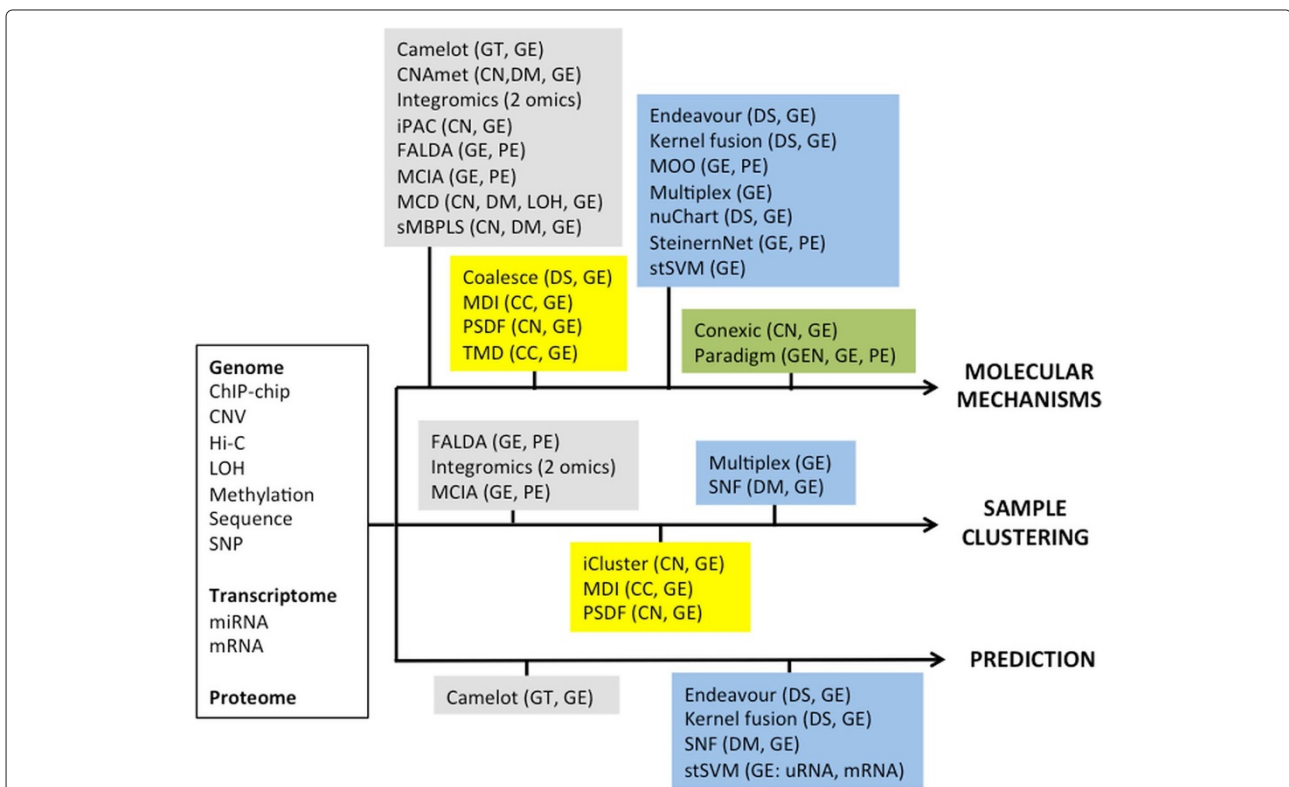 Camelot (GT, GE)
CNAmet (CN,DM, GE)
Integromics (2 omics)
iPAC (CN, GE)
FALDA (GE, PE)
MCIA (GE, PE)
MCD (CN, DM, LOH, GE)
sMBPLS (CN, DM, GE)
Endeavour (DS, GE)
Kernel fusion (DS, GE)
MOO (GE, PE)
Multiplex (GE)
nuChart (DS, GE)
SteinernNet (GE, PE)
stSVM (GE)
Coalesce (DS, GE)
MDI (CC, GE)
PSDF (CN, GE)
TMD (CC, GE)
Conexic (CN, GE)
Paradigm (GEN, GE, PE)
MOLECULAR
MECHANISMS
Genome
ChIP-chip
CNV
Hi-C
LOH
Methylation
Sequence
SNP
Transcriptome
miRNA
mRNA
Proteome
FALDA (GE, PE)
Integromics (2 omics)
MCIA (GE, PE)
Multiplex (GE)
SNF (DM, GE)
SAMPLE
CLUSTERING
iCluster (CN, GE)
MDI (CC, GE)
PSDF (CN, GE)
PREDICTION
Camelot (GT, GE)
Endeavour (DS, GE)
Kernel fusion (DS, GE)
SNF (DM, GE)
stSVM (GE: uRNA, mRNA)